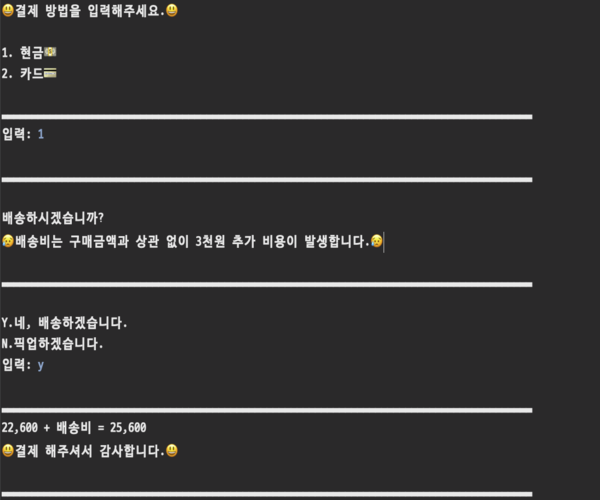 😃결제 방법을 입력해주세요.😃
1. 현금💵
2. 카드💳
입력: 1
배송하시겠습니까?
😥배송비는 구매금액과 상관 없이 3천원 추가 비용이 발생합니다.😥
Y.네, 배송하겠습니다.
N.픽업하겠습니다.
입력: y
22,600 + 배송비 = 25,600
😃결제 해주셔서 감사합니다.😃